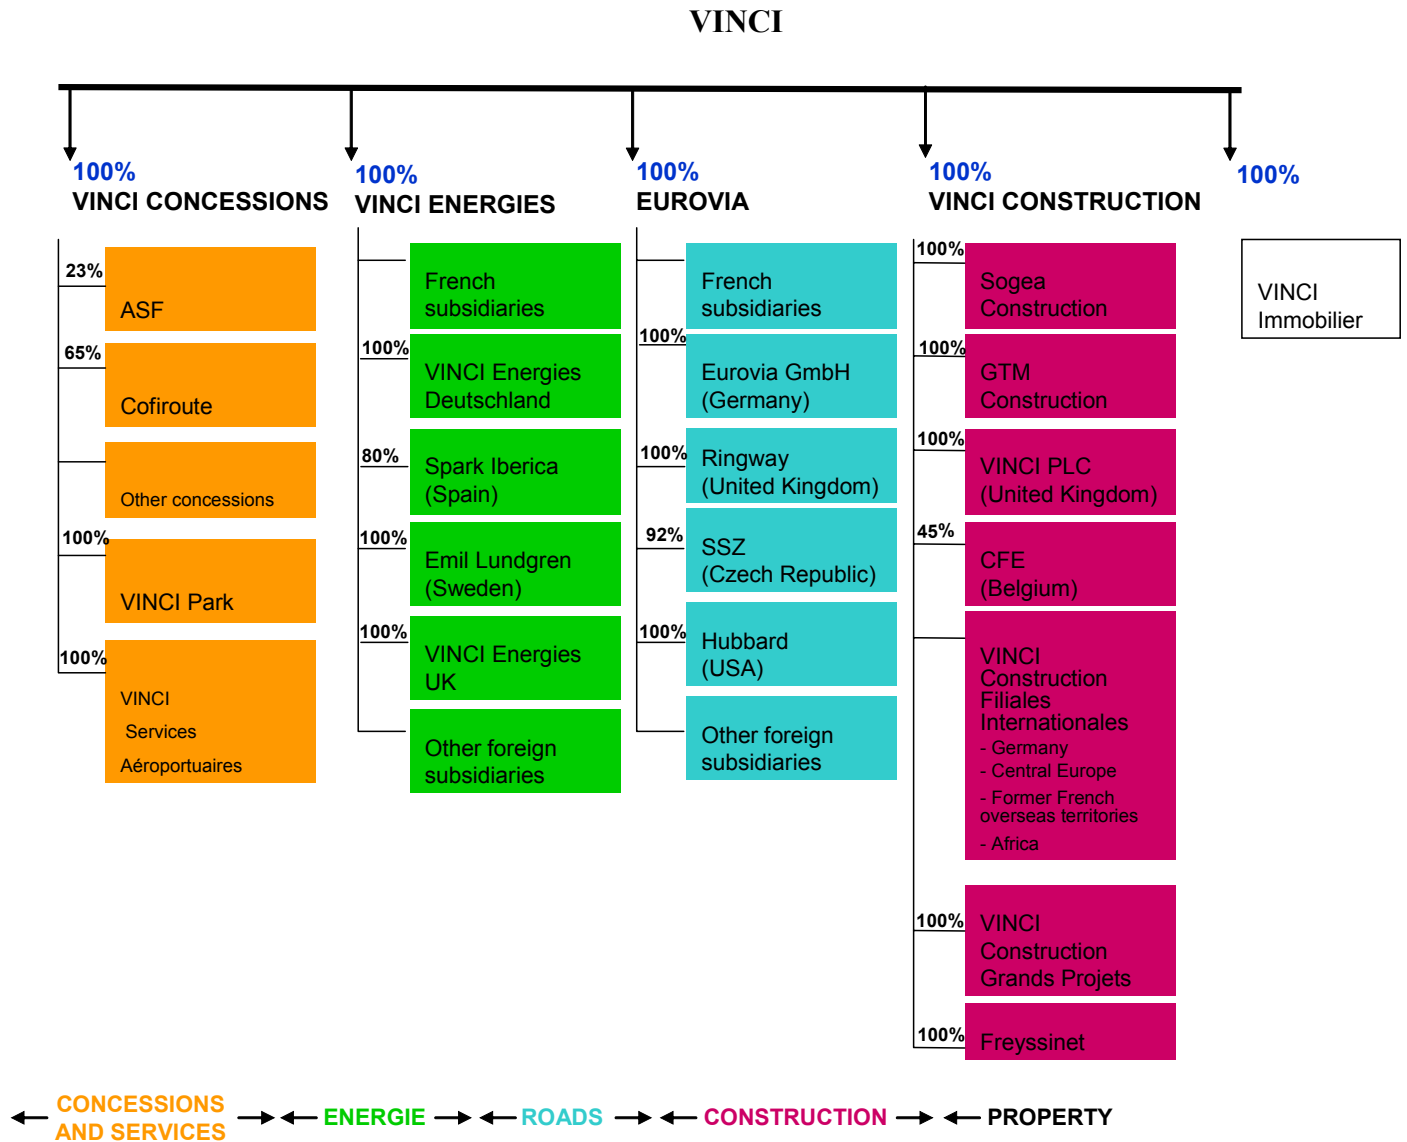 VINCI
100%
VINCI CONCESSIONS
23%
ASF
65%
Cofiroute
Other concessions
100%
VINCI Park
100%
VINCI
Services
Aéroportuaires
100%
VINCI ENERGIES
French
subsidiaries
100%
VINCI Energies
Deutschland
80%
Spark Iberica
(Spain)
100%
Emil Lundgren
(Sweden)
100%
VINCI Energies
UK
Other foreign
subsidiaries
100%
EUROVIA
French
subsidiaries
100%
Eurovia GmbH
(Germany)
100%
Ringway
(United Kingdom)
92%
SSZ
(Czech Republic)
100%
Hubbard
(USA)
Other foreign
subsidiaries
100%
VINCI CONSTRUCTION
100%
Sogea
Construction
100%
GTM
Construction
100%
VINCI PLC
(United Kingdom)
45%
CFE
(Belgium)
VINCI
Construction
Filiales
Internationales
- Germany
- Central Europe
- Former French
overseas territories
- Africa
100%
VINCI
Construction
Grands Projets
100%
Freyssinet
100%
VINCI
Immobilier
CONCESSIONS
AND SERVICES
ENERGIE
ROADS
CONSTRUCTION
PROPERTY